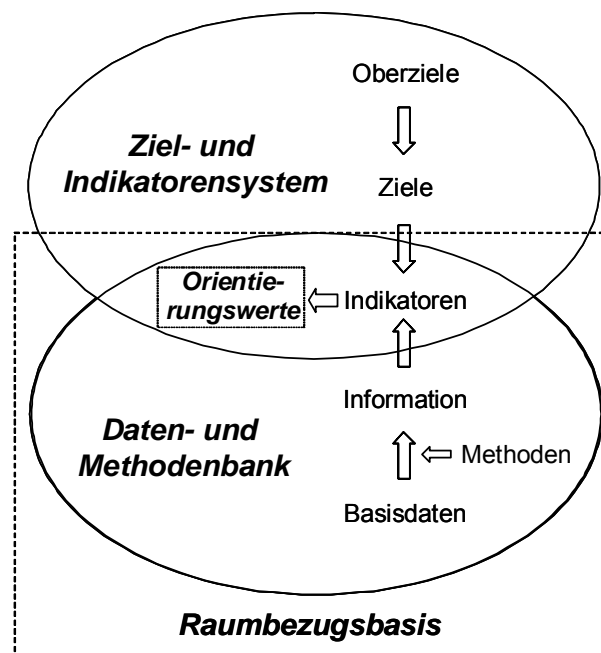 Oberziele
Ziel- und
Indikatorensystem
Ziele
Orientie-
rungswerte
Indikatoren
Information
Daten- und
Methodenbank
Methoden
Basisdaten
Raumbezugsbasis